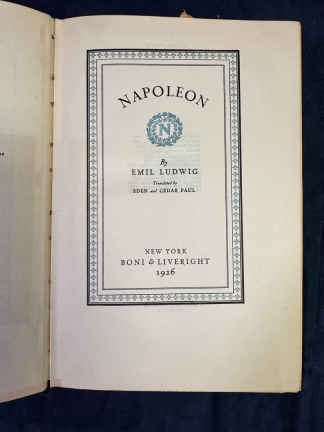 NAPOLEON
N
By
EMIL LUDWIG
Translated by
EDEN and CEDAR PAUL
NEW YORK
BONI & LIVERIGHT
1926